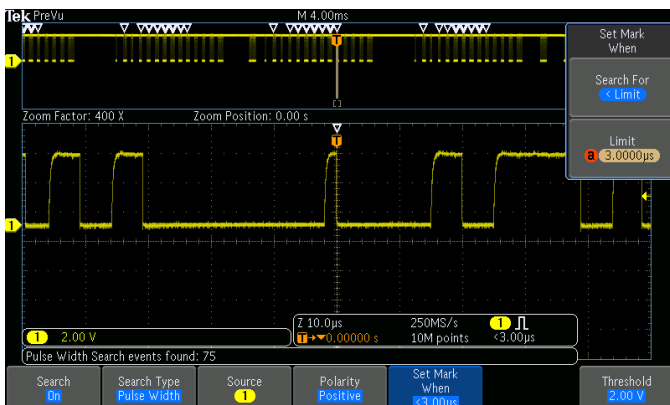 Tek PreVu
M 4.00ms
Set Mark
When
T
1
Search For
< Limit
Zoom Factor: 400 X
Zoom Position: 0.00 s
Limit
a 3.0000µs
T
1
1 2.00 V
Z 10.0µs
250MS/s
1
T→▼0.00000 s
10M points
<3.00µs
Pulse Width Search events found: 75
Search
On
Search Type
Pulse Width
Source
1
Polarity
Positive
Set Mark
When
<3.00µs
Threshold
2.00 V